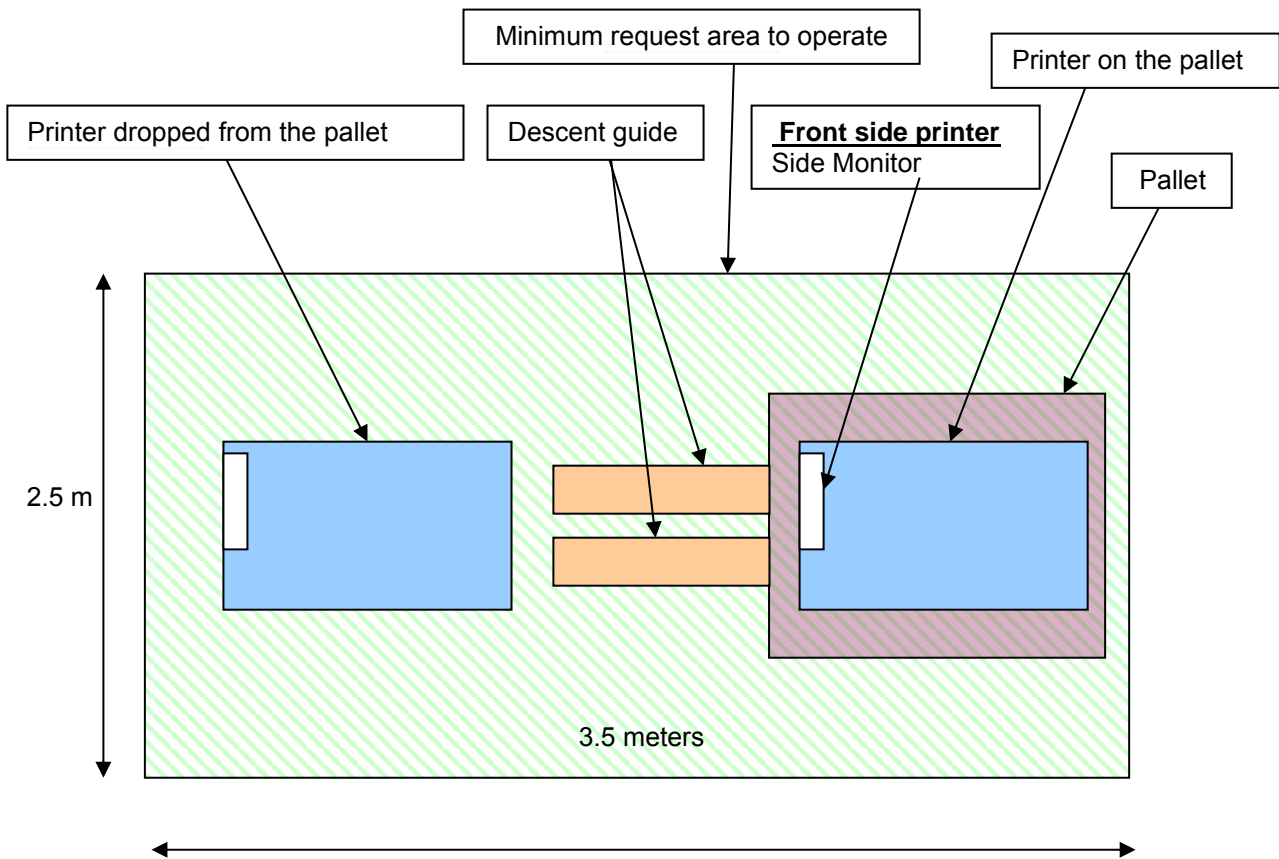 Minimum request area to operate
Printer on the pallet
Printer dropped from the pallet
Descent guide
Front side printer
Side Monitor
Pallet
2.5 m
3.5 meters